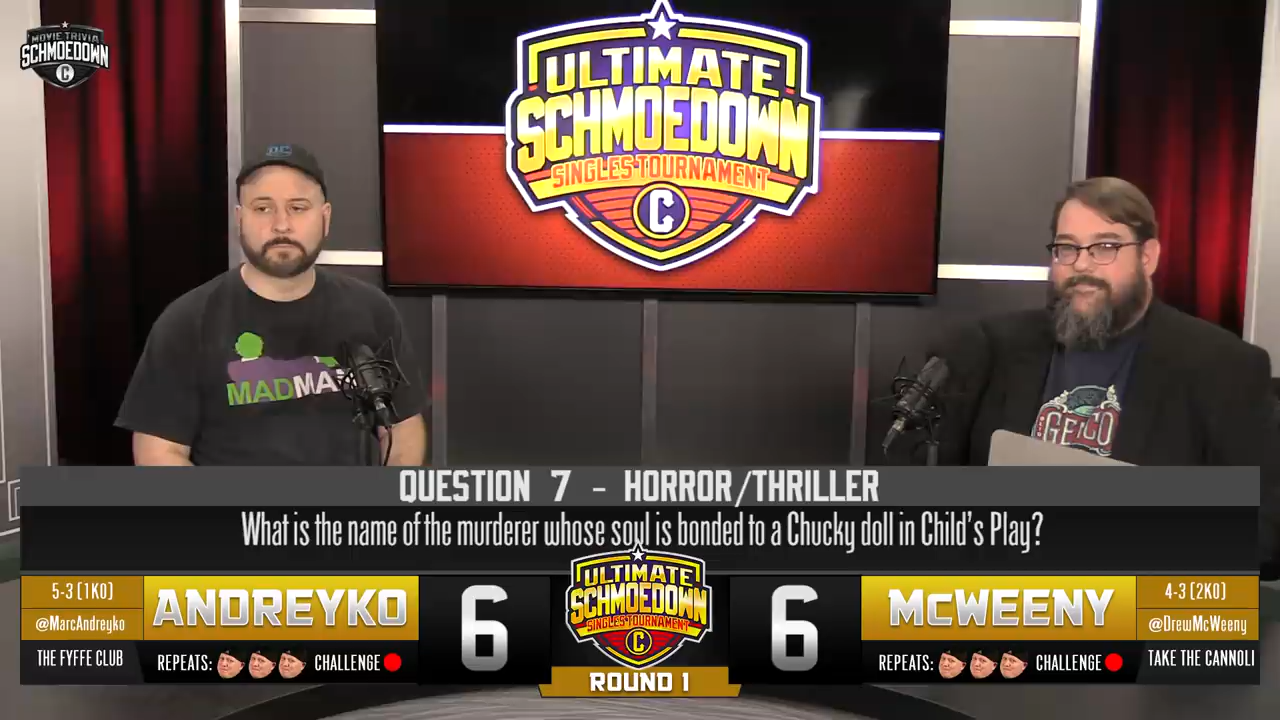 MOVIE TRIVIA
SCHMOEDOWN
C
ULTIMATE
SCHMOEDOWN
SINGLES TOURNAMENT
C
MADMA
GEICO
QUESTION 7 - HORROR/THRILLER
What is the name of the murderer whose soul is bonded to a Chucky doll in Child's Play?
5-3 (1KO)
@MarcAndreyko
THE FYFFE CLUB
ANDREYKO
REPEATS:
CHALLENGE
6
ULTIMATE
SCHMOEDOWN
SINGLES TOURNAMENT
C
ROUND 1
6
McWEENY
REPEATS:
CHALLENGE
4-3 (2KO)
@DrewMcWeeny
TAKE THE CANNOLI